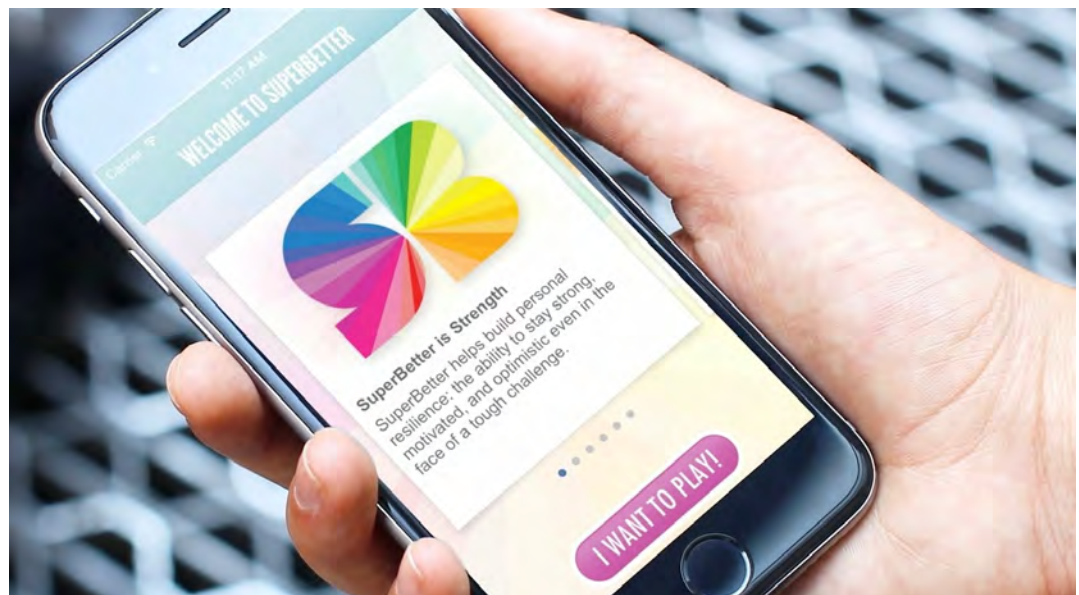 Carrier 11:17 AM
WELCOME TO SUPERBETTER
SuperBetter is Strength
SuperBetter helps build personal
resilience: the ability to stay strong,
motivated, and optimistic even in the
face of a tough challenge.
I WANT TO PLAY!